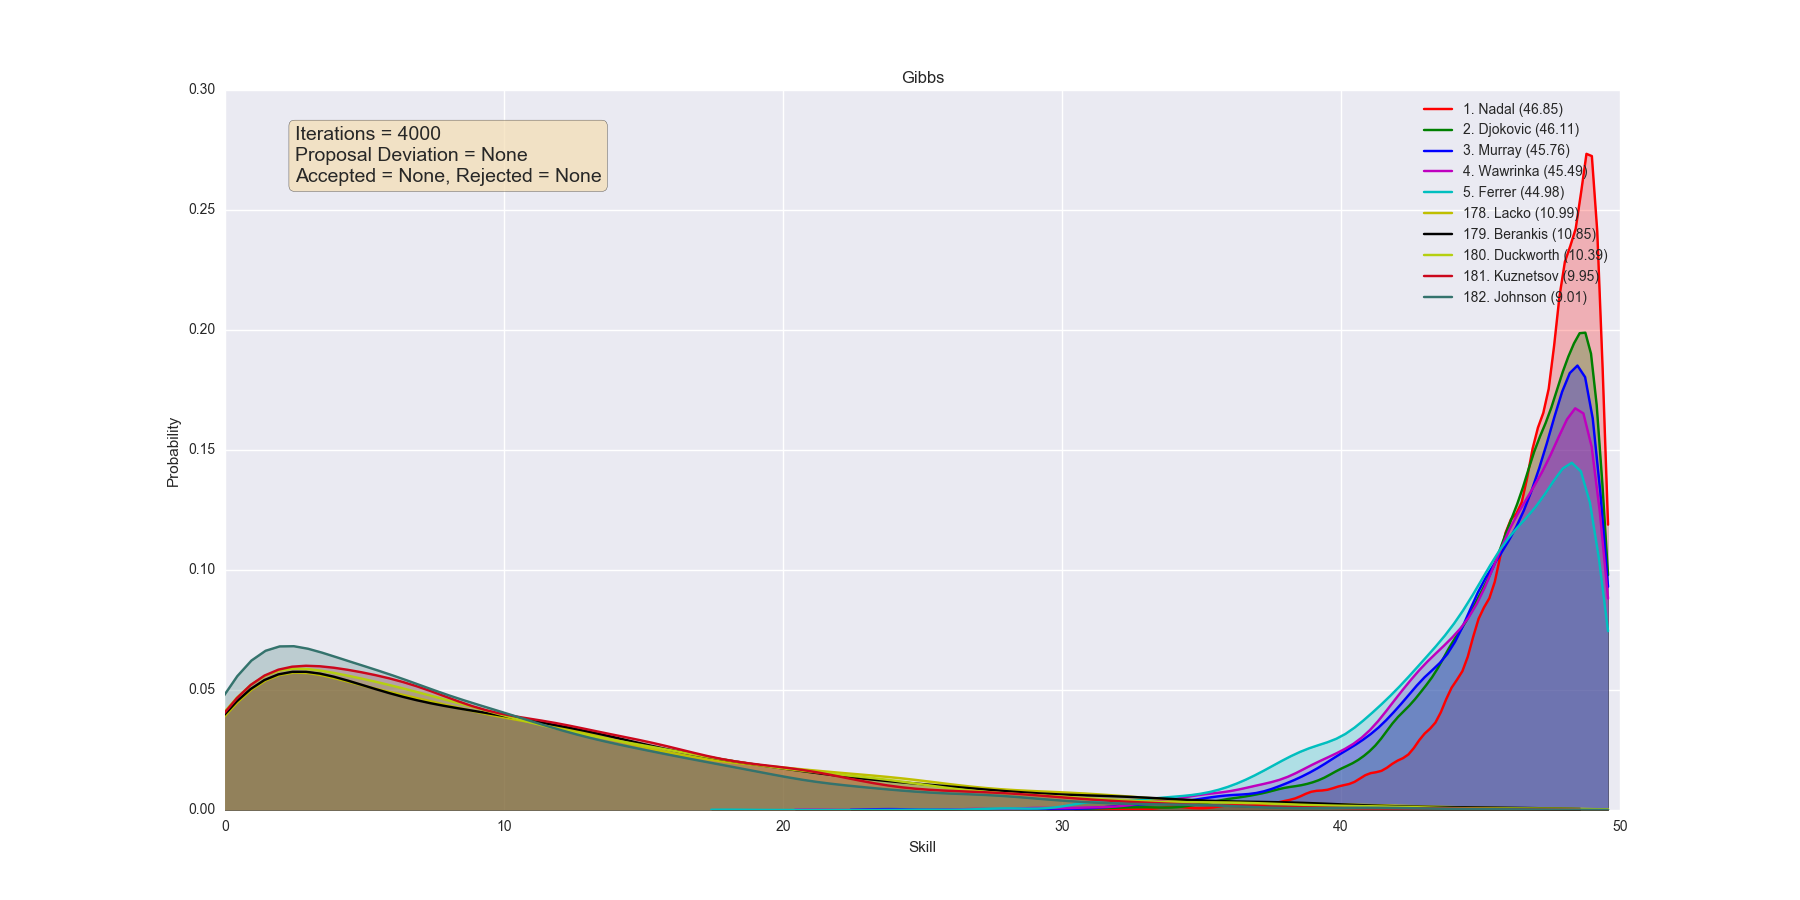 Gibbs
0.30
0.25
0.20
0.15
0.10
0.05
0.00
Probability
Iterations = 4000
Proposal Deviation = None
Accepted = None, Rejected = None
1. Nadal (46.85)
2. Djokovic (46.11)
3. Murray (45.76)
4. Wawrinka (45.49)
5. Ferrer (44.98)
178. Lacko (10.99)
179. Berankis (10.85)
180. Duckworth (10.39)
181. Kuznetsov (9.95)
182. Johnson (9.01)
0 10 20 30 40 50
Skill